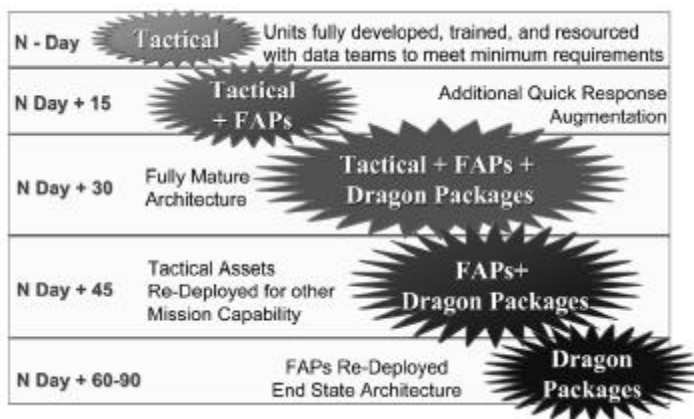 N - Day
Tactical
Units fully developed, trained, and resourced
with data teams to meet minimum requirements
N Day + 15
Tactical
+ FAPs
Additional Quick Response
Augmentation
N Day + 30
Fully Mature
Architecture
Tactical + FAPs +
Dragon Packages
N Day + 45
Tactical Assets
Re-Deployed for other
Mission Capability
FAPs+
Dragon Packages
N Day + 60-90
FAPs Re-Deployed
End State Architecture
Dragon
Packages